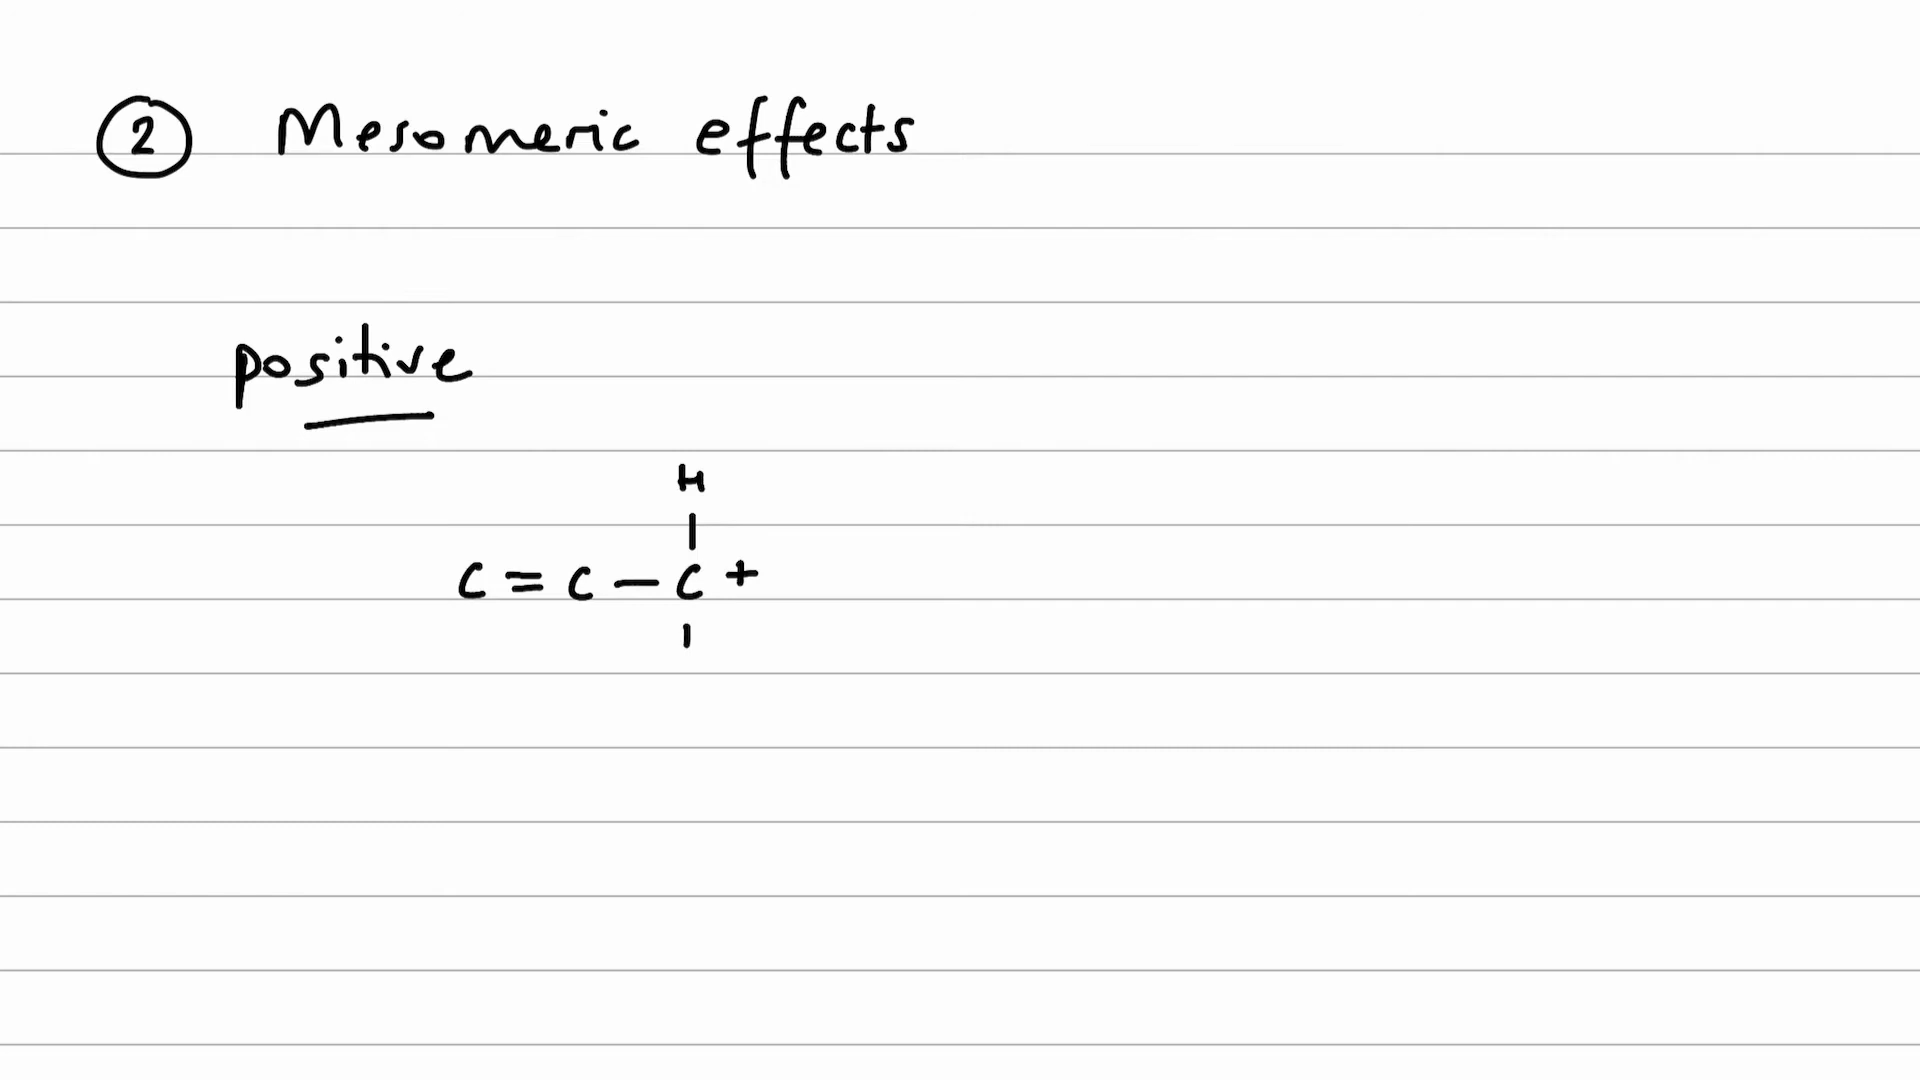 2 Mesomeric effects
positive
H
|
C = C – C +
|